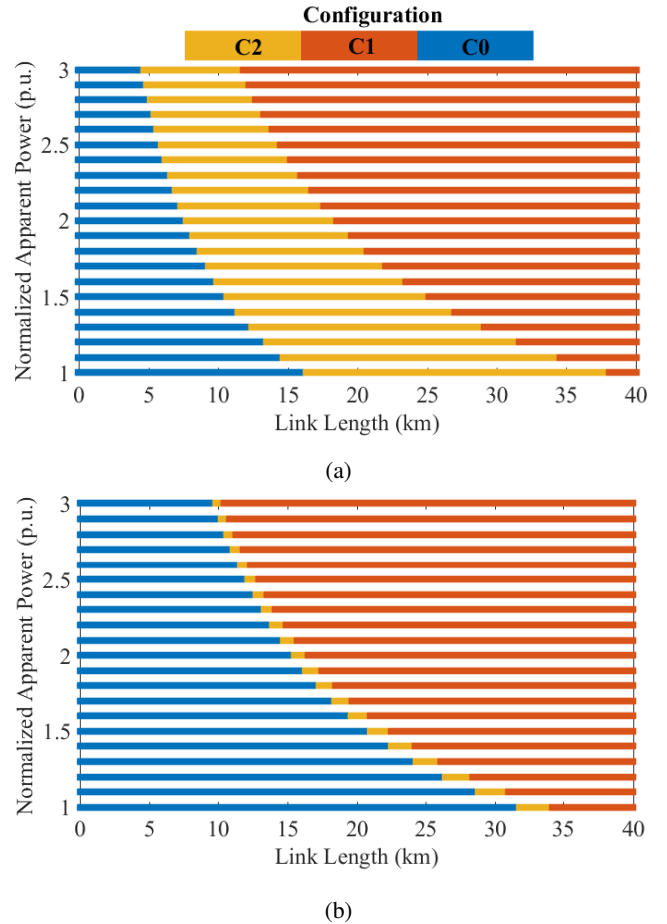 Configuration
C2 C1 C0
Normalized Apparent Power (p.u.)
3
2.5
2
1.5
1
0 5 10 15 20 25 30 35 40
Link Length (km)
(a)
Normalized Apparent Power (p.u.)
3
2.5
2
1.5
1
0 5 10 15 20 25 30 35 40
Link Length (km)
(b)